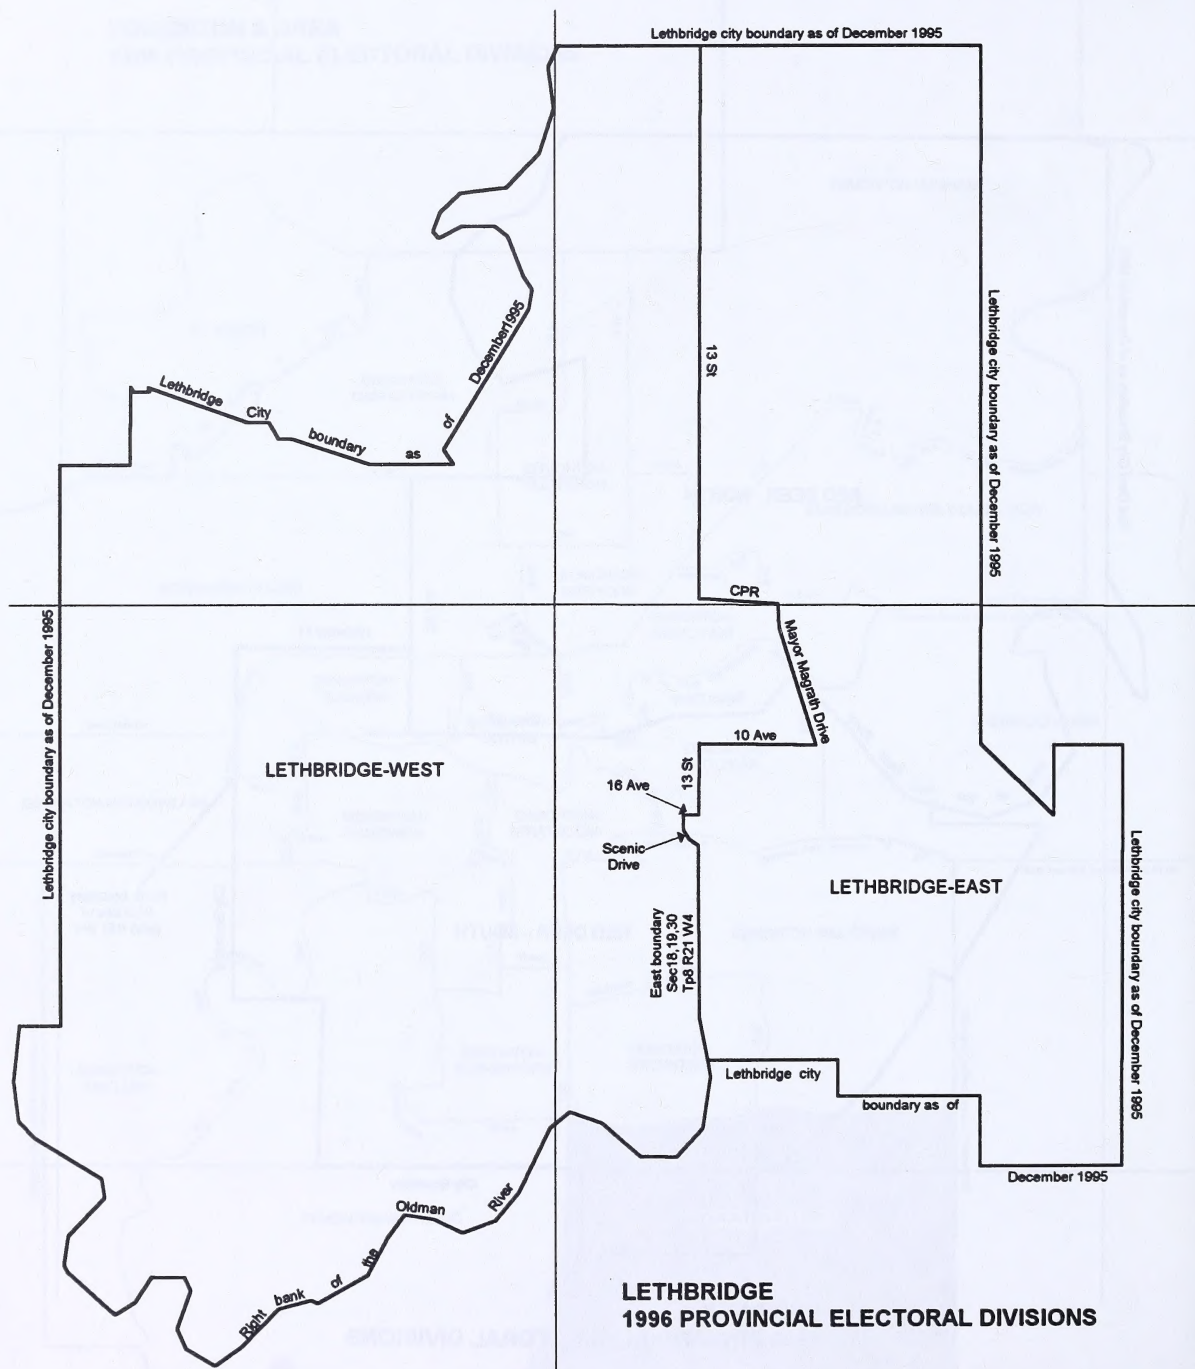 Lethbridge city boundary as of December 1995
Lethbridge City boundary as of December1995
13 St
Lethbridge city boundary as of December 1995
CPR
Mayor Magrath Drive
10 Ave
13 St
16 Ave
Scenic
Drive
LETHBRIDGE-WEST
Lethbridge city boundary as of December 1995
LETHBRIDGE-EAST
East boundary
Sec18,19,30
Tp8 R21 W4
Lethbridge city boundary as of December 1995
Lethbridge city
boundary as of
December 1995
Right bank of the Oldman River
LETHBRIDGE
1996 PROVINCIAL ELECTORAL DIVISIONS